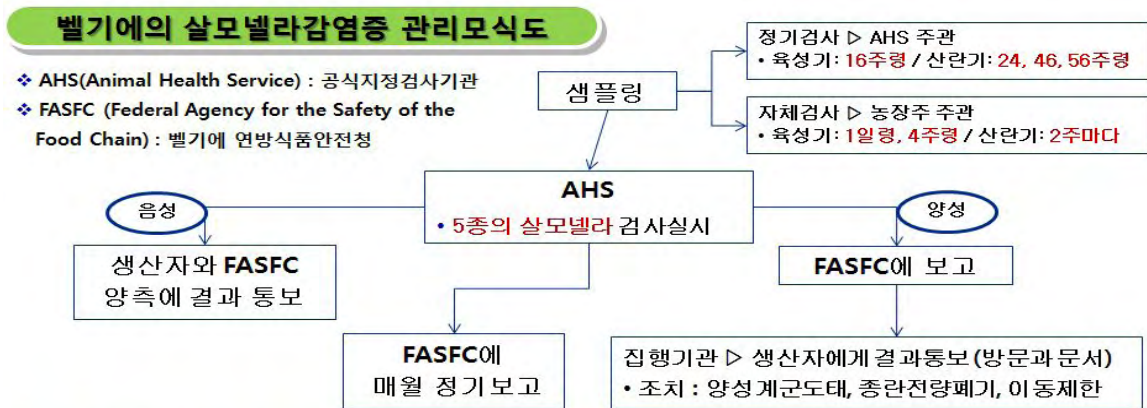 벨기에의 살모넬라감염증 관리모식도
❖ AHS(Animal Health Service) : 공식지정검사기관
❖ FASFC (Federal Agency for the Safety of the
Food Chain) : 벨기에 연방식품안전청
샘플링
정기검사 ▷ AHS 주관
• 육성기: 16주령 / 산란기: 24, 46, 56주령
자체검사 ▷ 농장주 주관
• 육성기: 1일령, 4주령 / 산란기: 2주마다
AHS
• 5종의 살모넬라 검사실시
음성
양성
생산자와 FASFC
양측에 결과 통보
FASFC에 보고
FASFC에
매월 정기보고
집행기관 ▷ 생산자에게 결과통보 (방문과 문서)
• 조치 : 양성계군도태, 종란전량폐기, 이동제한